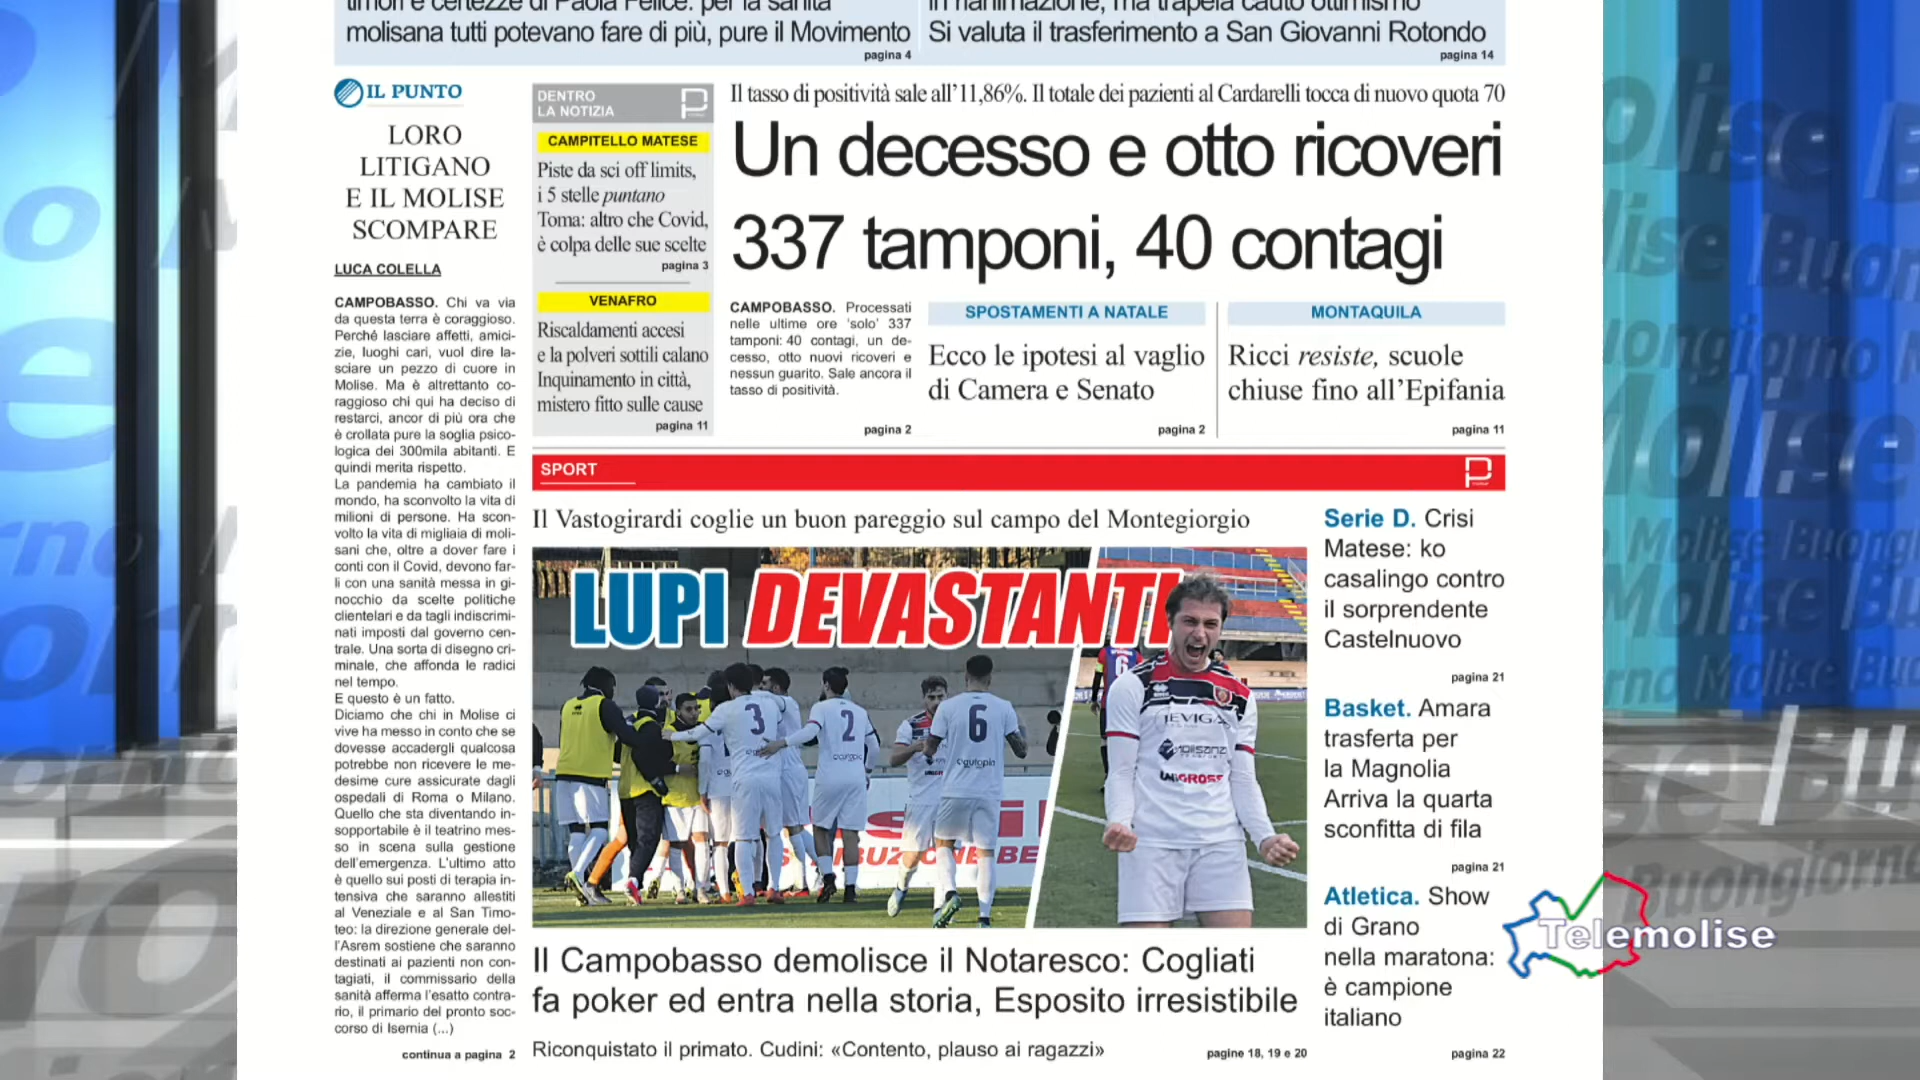 timori e certezze di Paola Felice: per la sanità
molisana tutti potevano fare di più, pure il Movimento
pagina 4
in rianimazione, ma trapela cauto ottimismo
Si valuta il trasferimento a San Giovanni Rotondo
pagina 14
IL PUNTO
LORO
LITIGANO
E IL MOLISE
SCOMPARE
LUCA COLELLA
CAMPOBASSO. Chi va via
da questa terra è coraggioso.
Perché lasciare affetti, amici-
zie, luoghi cari, vuol dire la-
sciare un pezzo di cuore in
Molise. Ma è altrettanto co-
raggioso chi qui ha deciso di
restarci, ancor di più ora che
è crollata pure la soglia psico-
logica dei 300mila abitanti. E
quindi merita rispetto.
La pandemia ha cambiato il
mondo, ha sconvolto la vita di
milioni di persone. Ha scon-
volto la vita di migliaia di moli-
sani che, oltre a dover fare i
conti con il Covid, devono far-
li con una sanità messa in gi-
nocchio da scelte politiche
clientelari e da tagli indiscrimi-
nati imposti dal governo cen-
trale. Una sorta di disegno cri-
minale, che affonda le radici
nel tempo.
E questo è un fatto.
Diciamo che chi in Molise ci
vive ha messo in conto che se
dovesse accadergli qualcosa
potrebbe non ricevere le me-
desime cure assicurate dagli
ospedali di Roma o Milano.
Quello che sta diventando in-
sopportabile è il teatrino mes-
so in scena sulla gestione
dell'emergenza. L'ultimo atto
è quello sui posti di terapia in-
tensiva che saranno allestiti
al Veneziale e al San Timo-
teo: la direzione generale del-
l'Asrem sostiene che saranno
destinati ai pazienti non con-
tagiati, il commissario della
sanità afferma l'esatto contra-
rio, il primario del pronto soc-
corso di Isernia (...)
continua a pagina 2
DENTRO
LA NOTIZIA
CAMPITELLO MATESE
Piste da sci off limits,
i 5 stelle puntano
Toma: altro che Covid,
è colpa delle sue scelte
pagina 3
VENAFRO
Riscaldamenti accesi
e la polveri sottili calano
Inquinamento in città,
mistero fitto sulle cause
pagina 11
Il tasso di positività sale all'11,86%. Il totale dei pazienti al Cardarelli tocca di nuovo quota 70
Un decesso e otto ricoveri
337 tamponi, 40 contagi
CAMPOBASSO. Processati
nelle ultime ore 'solo' 337
tamponi: 40 contagi, un de-
cesso, otto nuovi ricoveri e
nessun guarito. Sale ancora il
tasso di positività.
pagina 2
SPOSTAMENTI A NATALE
Ecco le ipotesi al vaglio
di Camera e Senato
pagina 2
MONTAQUILA
Ricci resiste, scuole
chiuse fino all'Epifania
pagina 11
SPORT
Il Vastogirardi coglie un buon pareggio sul campo del Montegiorgio
LUPI DEVASTANTI
3
2
6
6
JEVIGA
MOLISANA
UNIGROSS
Il Campobasso demolisce il Notaresco: Cogliati
fa poker ed entra nella storia, Esposito irresistibile
Riconquistato il primato. Cudini: «Contento, plauso ai ragazzi»
pagine 18, 19 e 20
Serie D. Crisi
Matese: ko
casalingo contro
il sorprendente
Castelnuovo
pagina 21
Basket. Amara
trasferta per
la Magnolia
Arriva la quarta
sconfitta di fila
pagina 21
Atletica. Show
di Grano
nella maratona:
è campione
italiano
pagina 22
Telemolise
Buongiorno